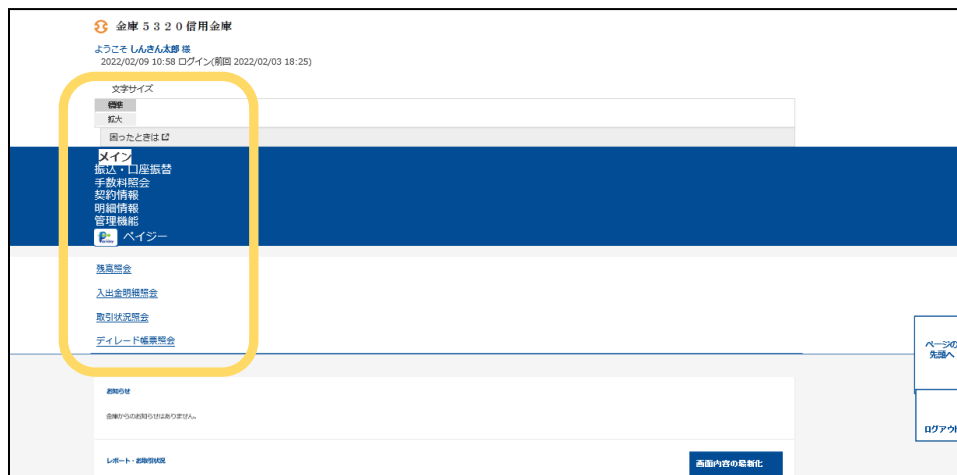 金庫5320信用金庫
ようこそ しんきん太郎 様
2022/02/09 10:58 ログイン(前回 2022/02/03 18:25)
文字サイズ
標準
拡大
困ったときは
メイン
振込・口座振替
手数料照会
契約情報
明細情報
管理機能
ペイジー
残高照会
入出金明細照会
取引状況照会
ディレード帳票照会
ページの
先頭へ
お知らせ
金庫からのお知らせはありません。
ログアウト
レポート・お取引状況
画面内容の最新化